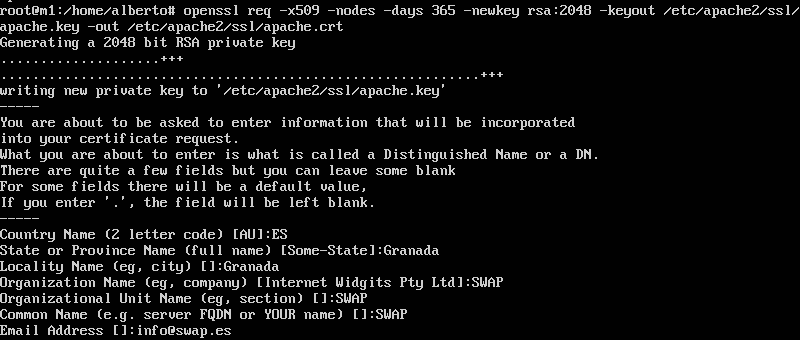 root@m1:/home/alberto# openssl req -x509 -nodes -days 365 -newkey rsa:2048 -keyout /etc/apache2/ssl/
apache.key -out /etc/apache2/ssl/apache.crt
Generating a 2048 bit RSA private key
....................+++
............................................................+++
writing new private key to '/etc/apache2/ssl/apache.key'
-----
You are about to be asked to enter information that will be incorporated
into your certificate request.
What you are about to enter is what is called a Distinguished Name or a DN.
There are quite a few fields but you can leave some blank
For some fields there will be a default value,
If you enter '.', the field will be left blank.
-----
Country Name (2 letter code) [AU]:ES
State or Province Name (full name) [Some-State]:Granada
Locality Name (eg, city) []:Granada
Organization Name (eg, company) [Internet Widgits Pty Ltd]:SWAP
Organizational Unit Name (eg, section) []:SWAP
Common Name (e.g. server FQDN or YOUR name) []:SWAP
Email Address []:info@swap.es